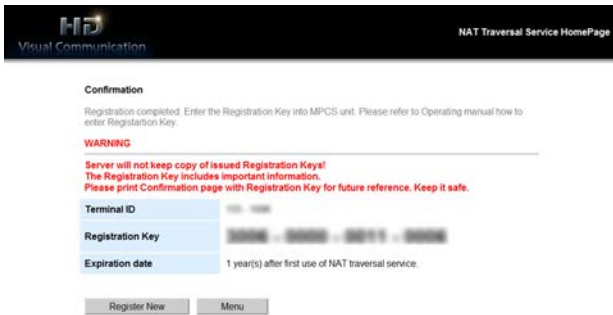 HD
Visual Communication
NAT Traversal Service HomePage
Confirmation
Registration completed. Enter the Registration Key into MPCS unit. Please refer to Operating manual how to
enter Registartion Key.
WARNING
Server will not keep copy of issued Registration Keys!
The Registration Key includes important information.
Please print Confirmation page with Registration Key for future reference. Keep it safe.
Terminal ID
Registration Key
Expiration date
1 year(s) after first use of NAT traversal service.
Register New
Menu